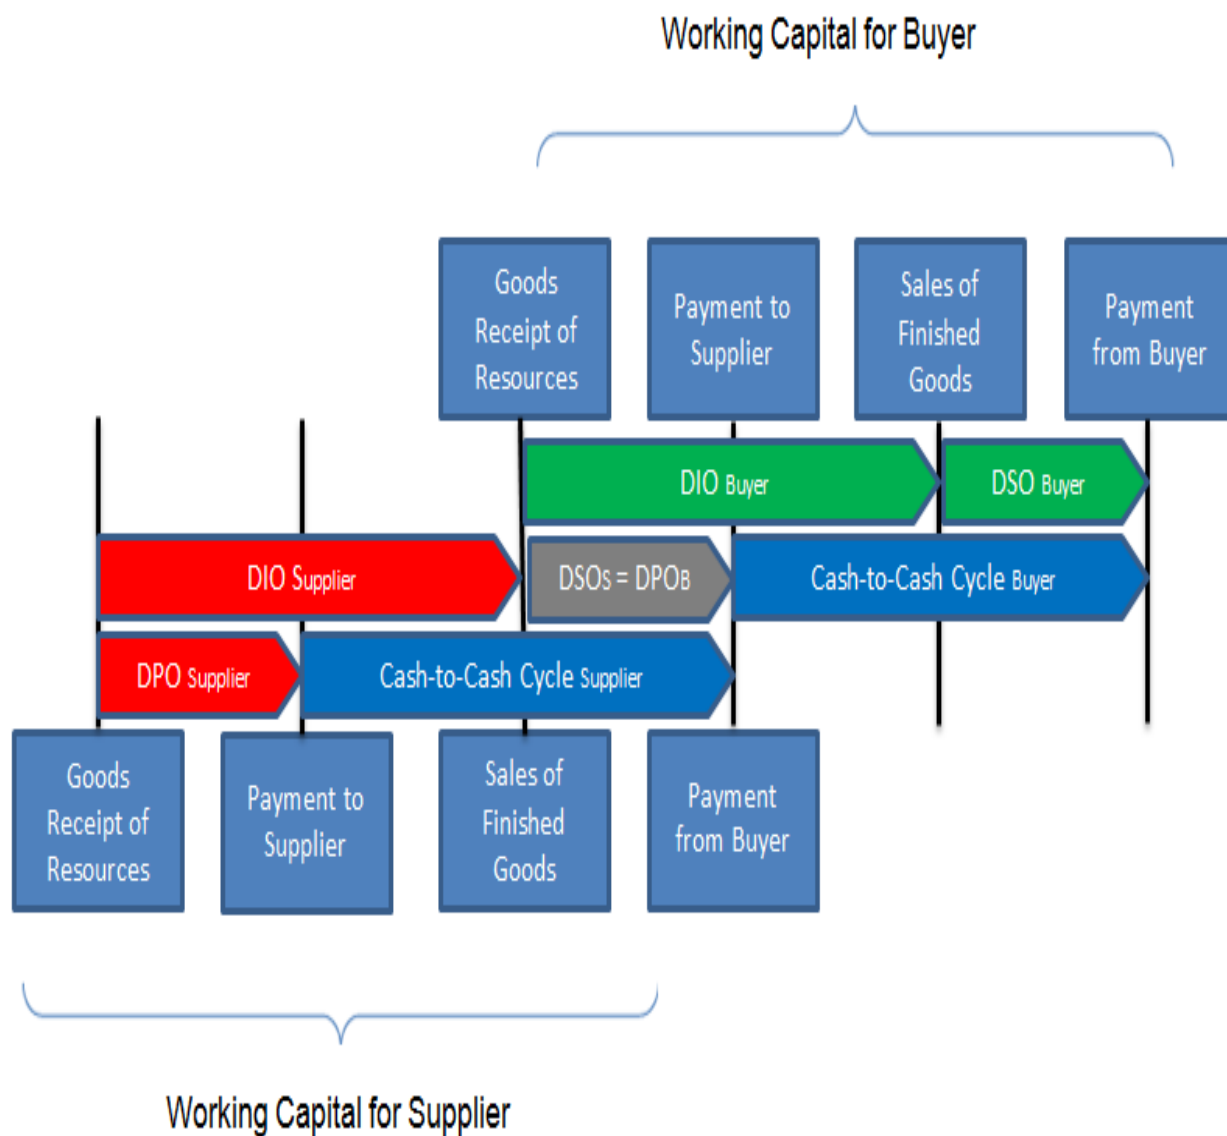 Working Capital for Buyer
Goods
Receipt of
Resources
Payment to
Supplier
Sales of
Finished
Goods
Payment
from Buyer
DIO Buyer
DSO Buyer
DIO Supplier
DSOs = DPOB
Cash-to-Cash Cycle Buyer
DPO Supplier
Cash-to-Cash Cycle Supplier
Goods
Receipt of
Resources
Payment to
Supplier
Sales of
Finished
Goods
Payment
from Buyer
Working Capital for Supplier